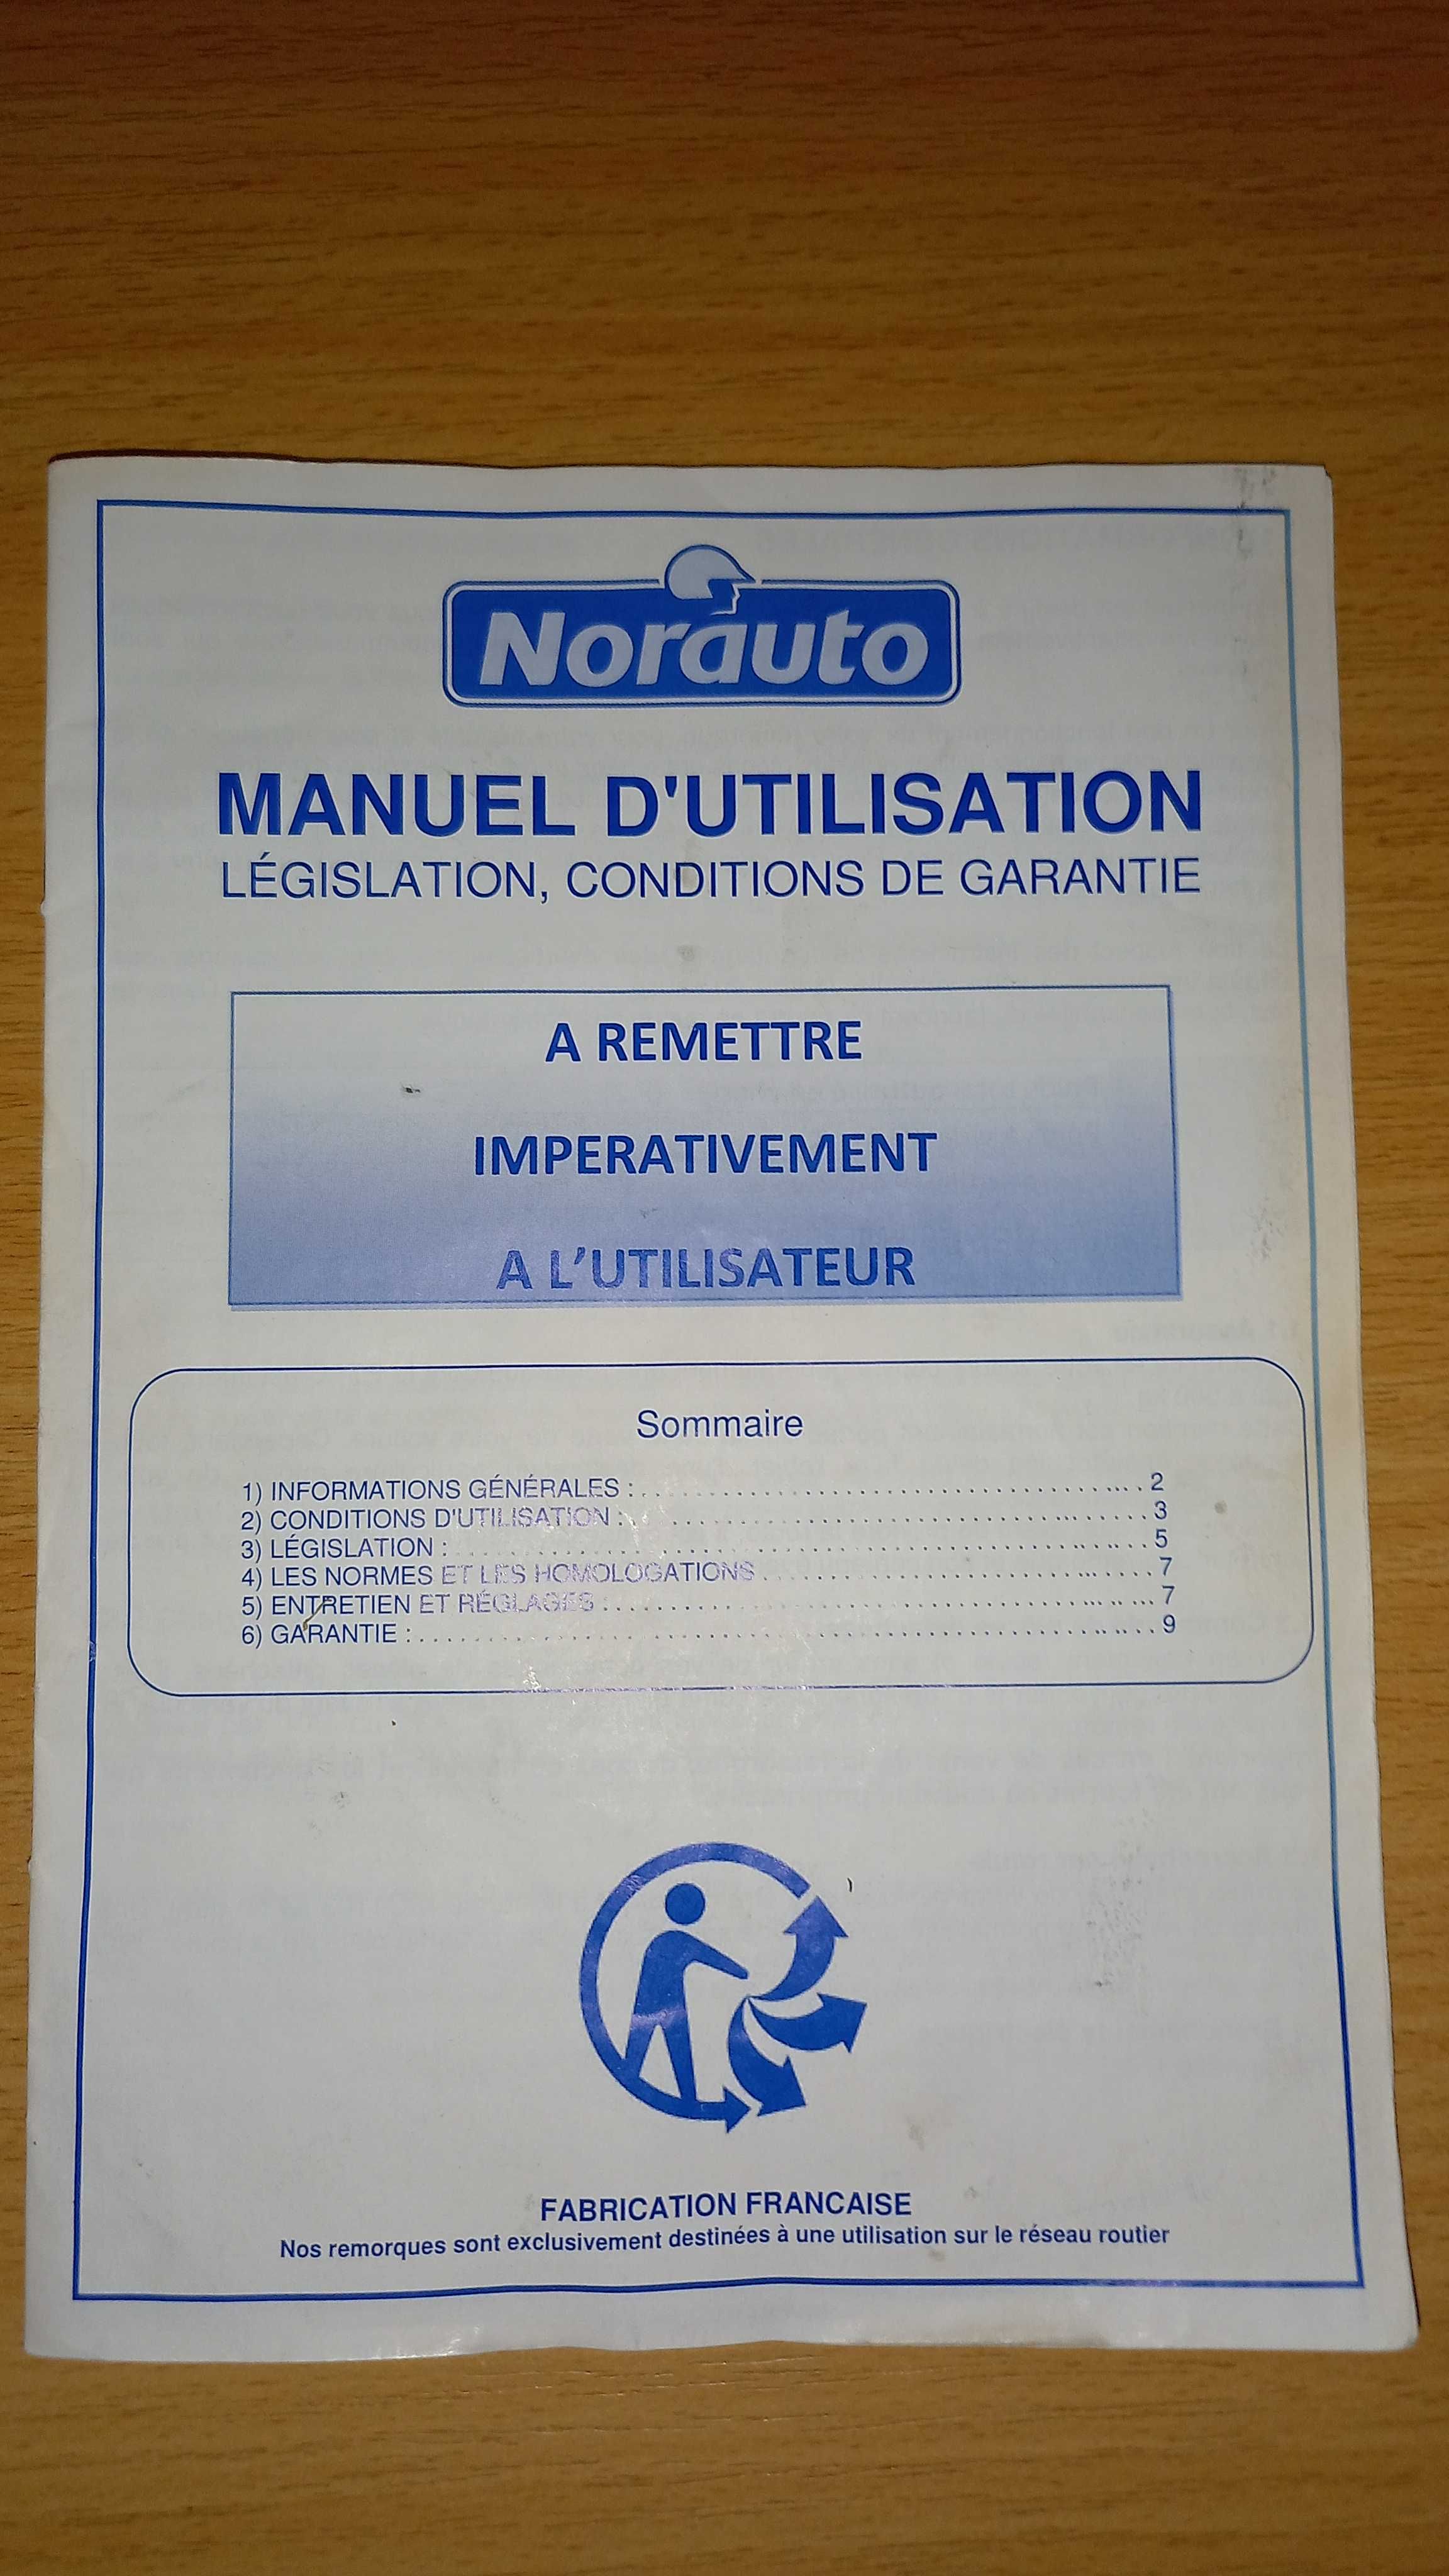 Norauto
MANUEL D'UTILISATION
LÉGISLATION, CONDITIONS DE GARANTIE
A REMETTRE
IMPERATIVEMENT
A L'UTILISATEUR
Sommaire
1) INFORMATIONS GÉNÉRALES : . . . . . . . . . . . . . . . . . . . . . . . . . . . . . . . . . . . . . . . . . 2
2) CONDITIONS D'UTILISATION : . . . . . . . . . . . . . . . . . . . . . . . . . . . . . . . . . . . . . . . . 3
3) LÉGISLATION : . . . . . . . . . . . . . . . . . . . . . . . . . . . . . . . . . . . . . . . . . . . . . . . . . . . . 5
4) LES NORMES ET LES HOMOLOGATIONS . . . . . . . . . . . . . . . . . . . . . . . . . . . . . . 7
5) ENTRETIEN ET RÉGLAGES : . . . . . . . . . . . . . . . . . . . . . . . . . . . . . . . . . . . . . . . . . 7
6) GARANTIE : . . . . . . . . . . . . . . . . . . . . . . . . . . . . . . . . . . . . . . . . . . . . . . . . . . . . . . . 9
FABRICATION FRANCAISE
Nos remorques sont exclusivement destinées à une utilisation sur le réseau routier